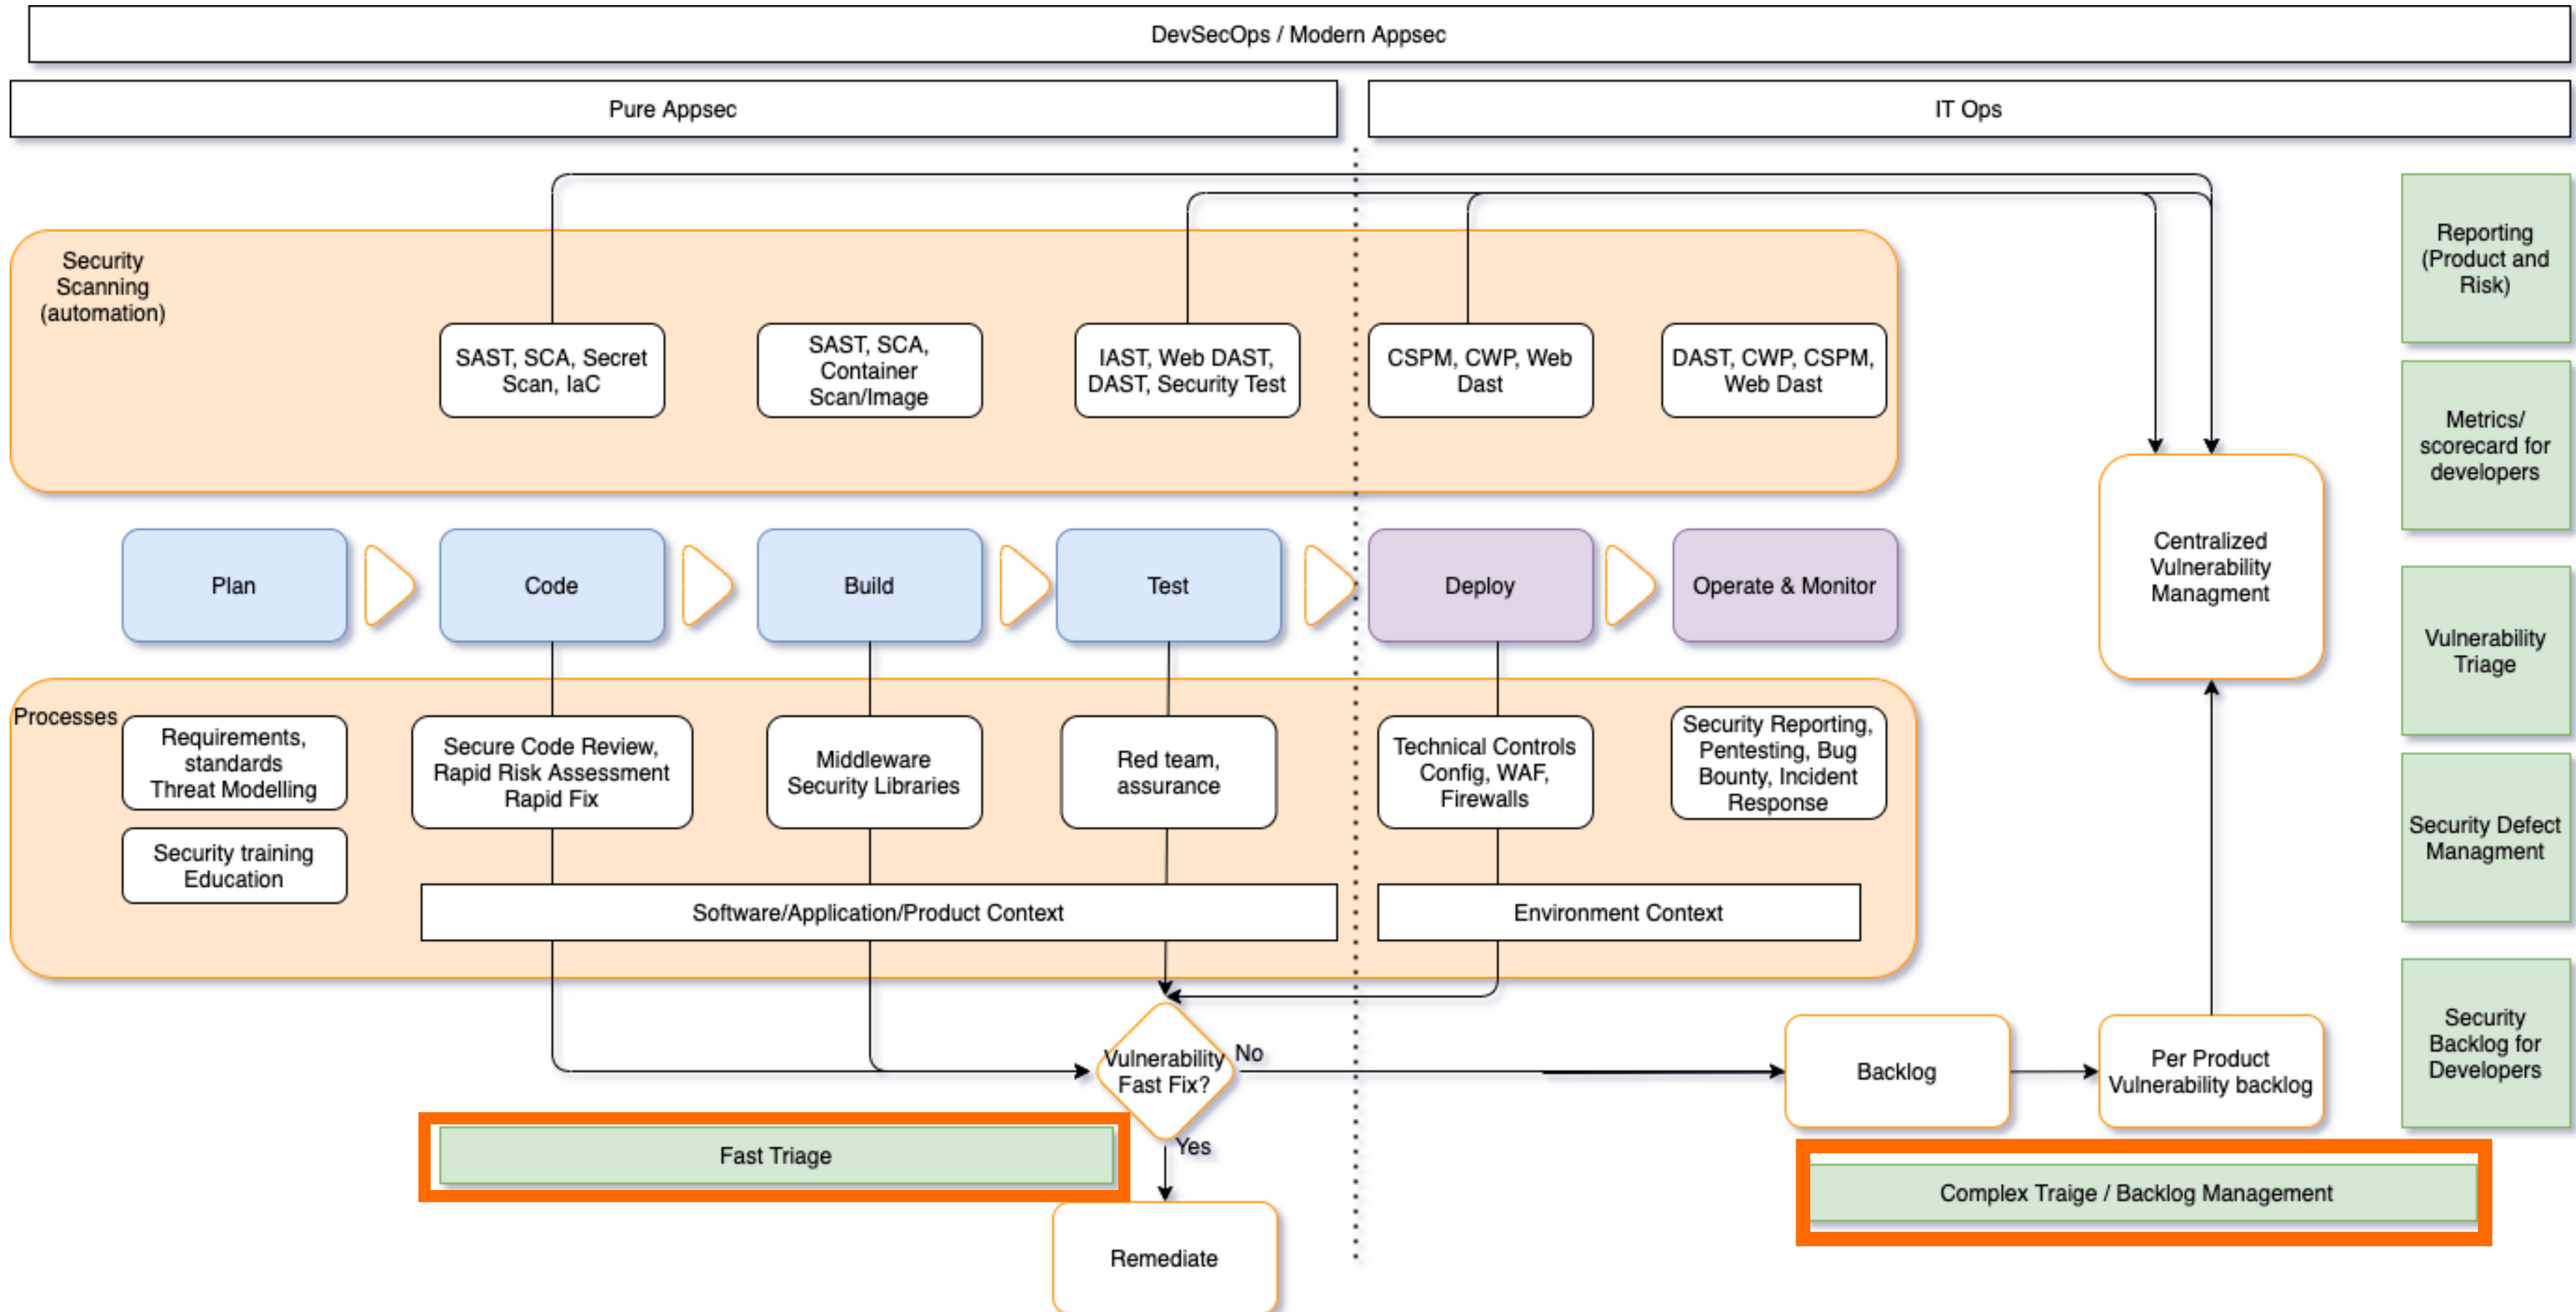 DevSecOps / Modern Appsec
Pure Appsec
IT Ops
Security
Scanning
(automation)
SAST, SCA, Secret
Scan, IaC
SAST, SCA,
Container
Scan/Image
IAST, Web DAST,
DAST, Security Test
CSPM, CWP, Web
Dast
DAST, CWP, CSPM,
Web Dast
Reporting
(Product and
Risk)
Metrics/
scorecard for
developers
Centralized
Vulnerability
Managment
Plan
Code
Build
Test
Deploy
Operate & Monitor
Vulnerability
Triage
Processes
Requirements,
standards
Threat Modelling
Security training
Education
Secure Code Review,
Rapid Risk Assessment
Rapid Fix
Middleware
Security Libraries
Red team,
assurance
Technical Controls
Config, WAF,
Firewalls
Security Reporting,
Pentesting, Bug
Bounty, Incident
Response
Security Defect
Managment
Software/Application/Product Context
Environment Context
Vulnerability
Fast Fix?
No
Yes
Backlog
Per Product
Vulnerability backlog
Security
Backlog for
Developers
Fast Triage
Complex Traige / Backlog Management
Remediate